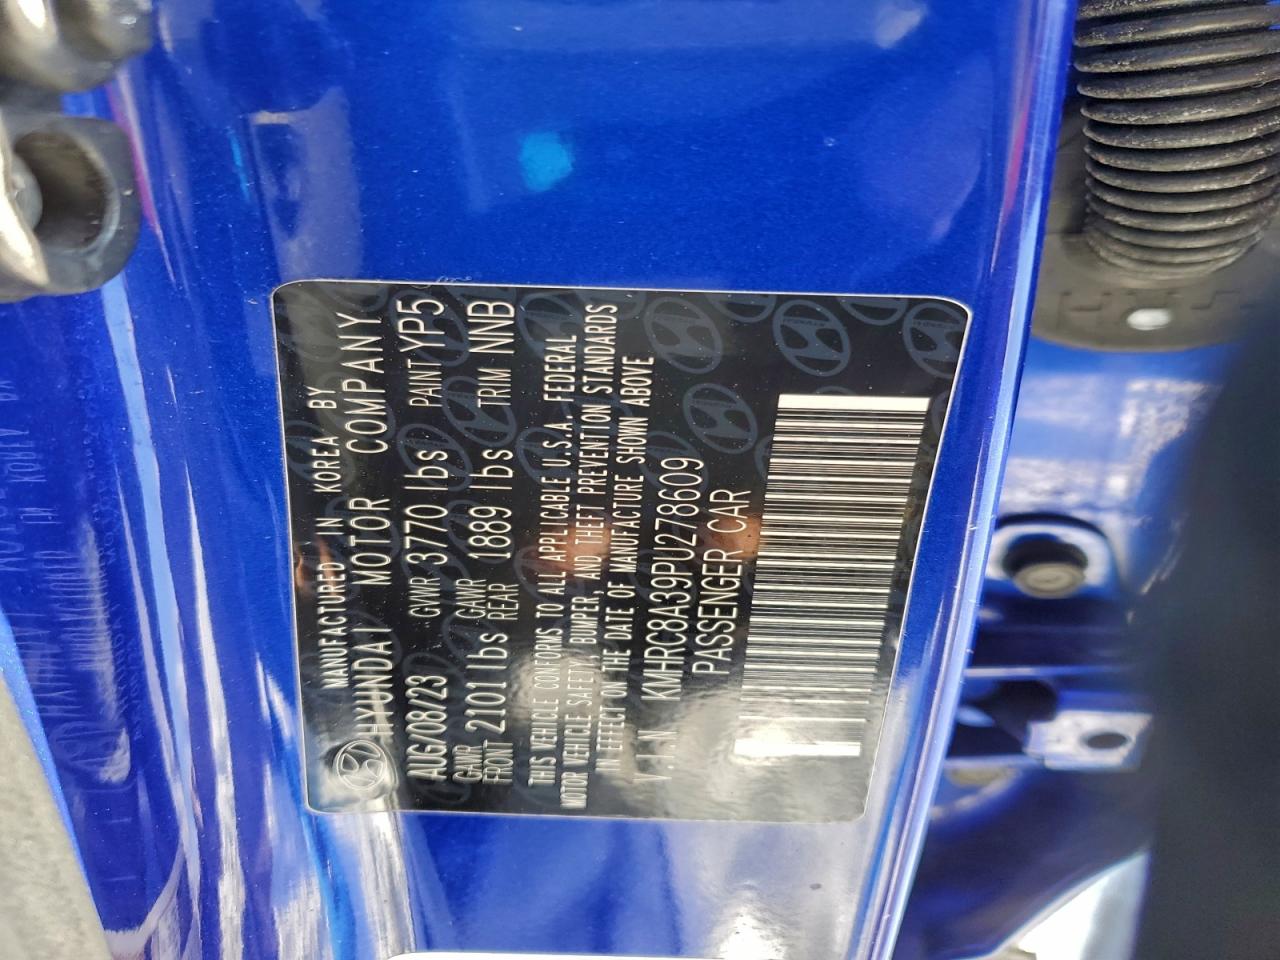 MANUFACTURED IN KOREA BY
HYUNDAI MOTOR COMPANY
AUG/08/23 GVWR 3770 lbs PAINT YP5
GAWR FRONT 2101 lbs GAWR REAR 1889 lbs TRIM NNB
THIS VEHICLE CONFORMS TO ALL APPLICABLE U.S.A. FEDERAL
MOTOR VEHICLE SAFETY, BUMPER, AND THEFT PREVENTION STANDARDS
IN EFFECT ON THE DATE OF MANUFACTURE SHOWN ABOVE
V.I.N KMHRC8A39PU278609
PASSENGER CAR